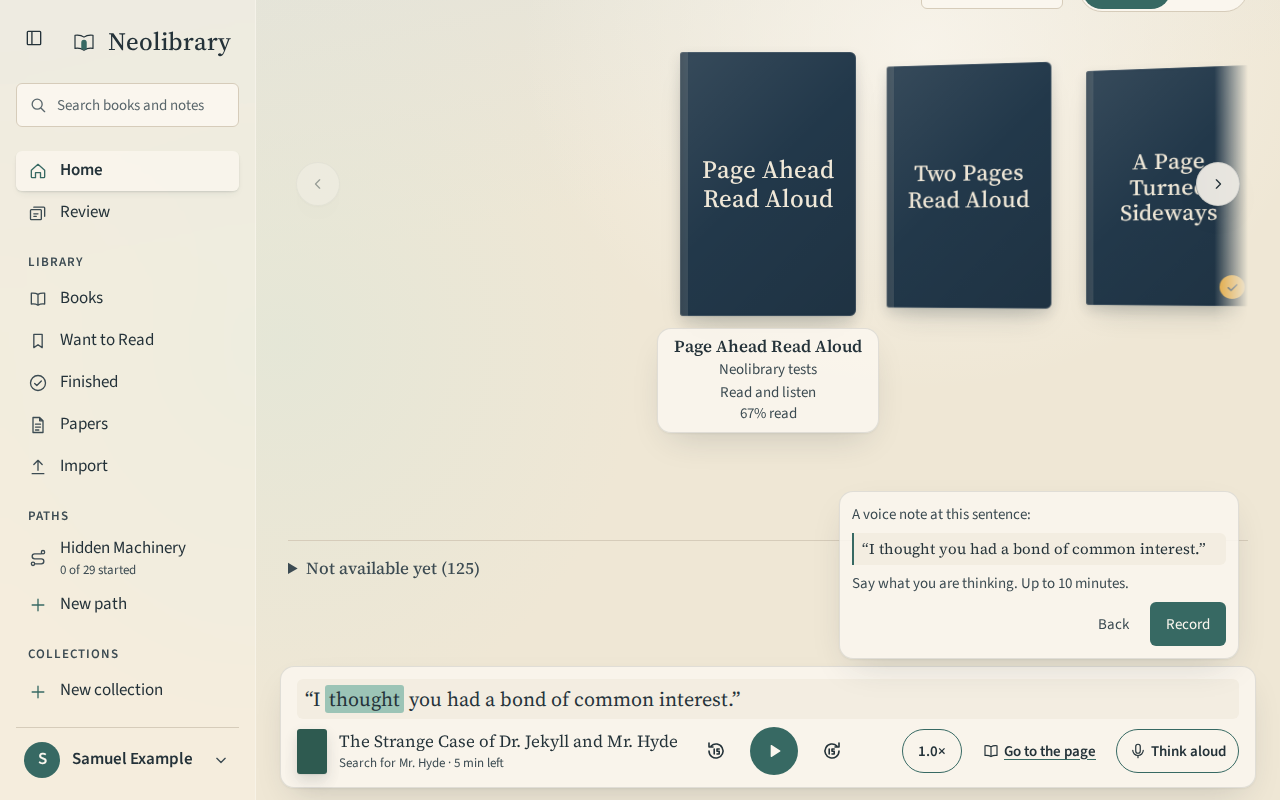 Neolibrary
Search books and notes
Home
Review
LIBRARY
Books
Want to Read
Finished
Papers
Import
PATHS
Hidden Machinery
0 of 29 started
New path
COLLECTIONS
New collection
S
Samuel Example
Page Ahead
Read Aloud
Two Pages
Read Aloud
A Page
Turned
Sideways
Page Ahead Read Aloud
Neolibrary tests
Read and listen
67% read
Not available yet (125)
A voice note at this sentence:
“I thought you had a bond of common interest.”
Say what you are thinking. Up to 10 minutes.
Back
Record
“I thought you had a bond of common interest.”
The Strange Case of Dr. Jekyll and Mr. Hyde
Search for Mr. Hyde · 5 min left
15
15
1.0×
Go to the page
Think aloud